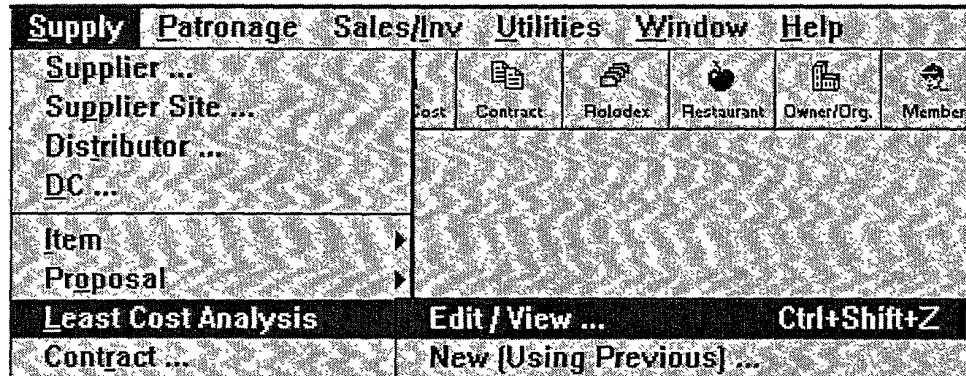 Supply Patronage Sales/Inv Utilities Window Help
Supplier ...
Supplier Site ...
Cost Contract Rolodex Restaurant Owner/Org. Member
Distributor ...
DC ...
Item
Proposal
Least Cost Analysis Edit / View ... Ctrl+Shift+Z
Contract ... New (Using Previous) ...